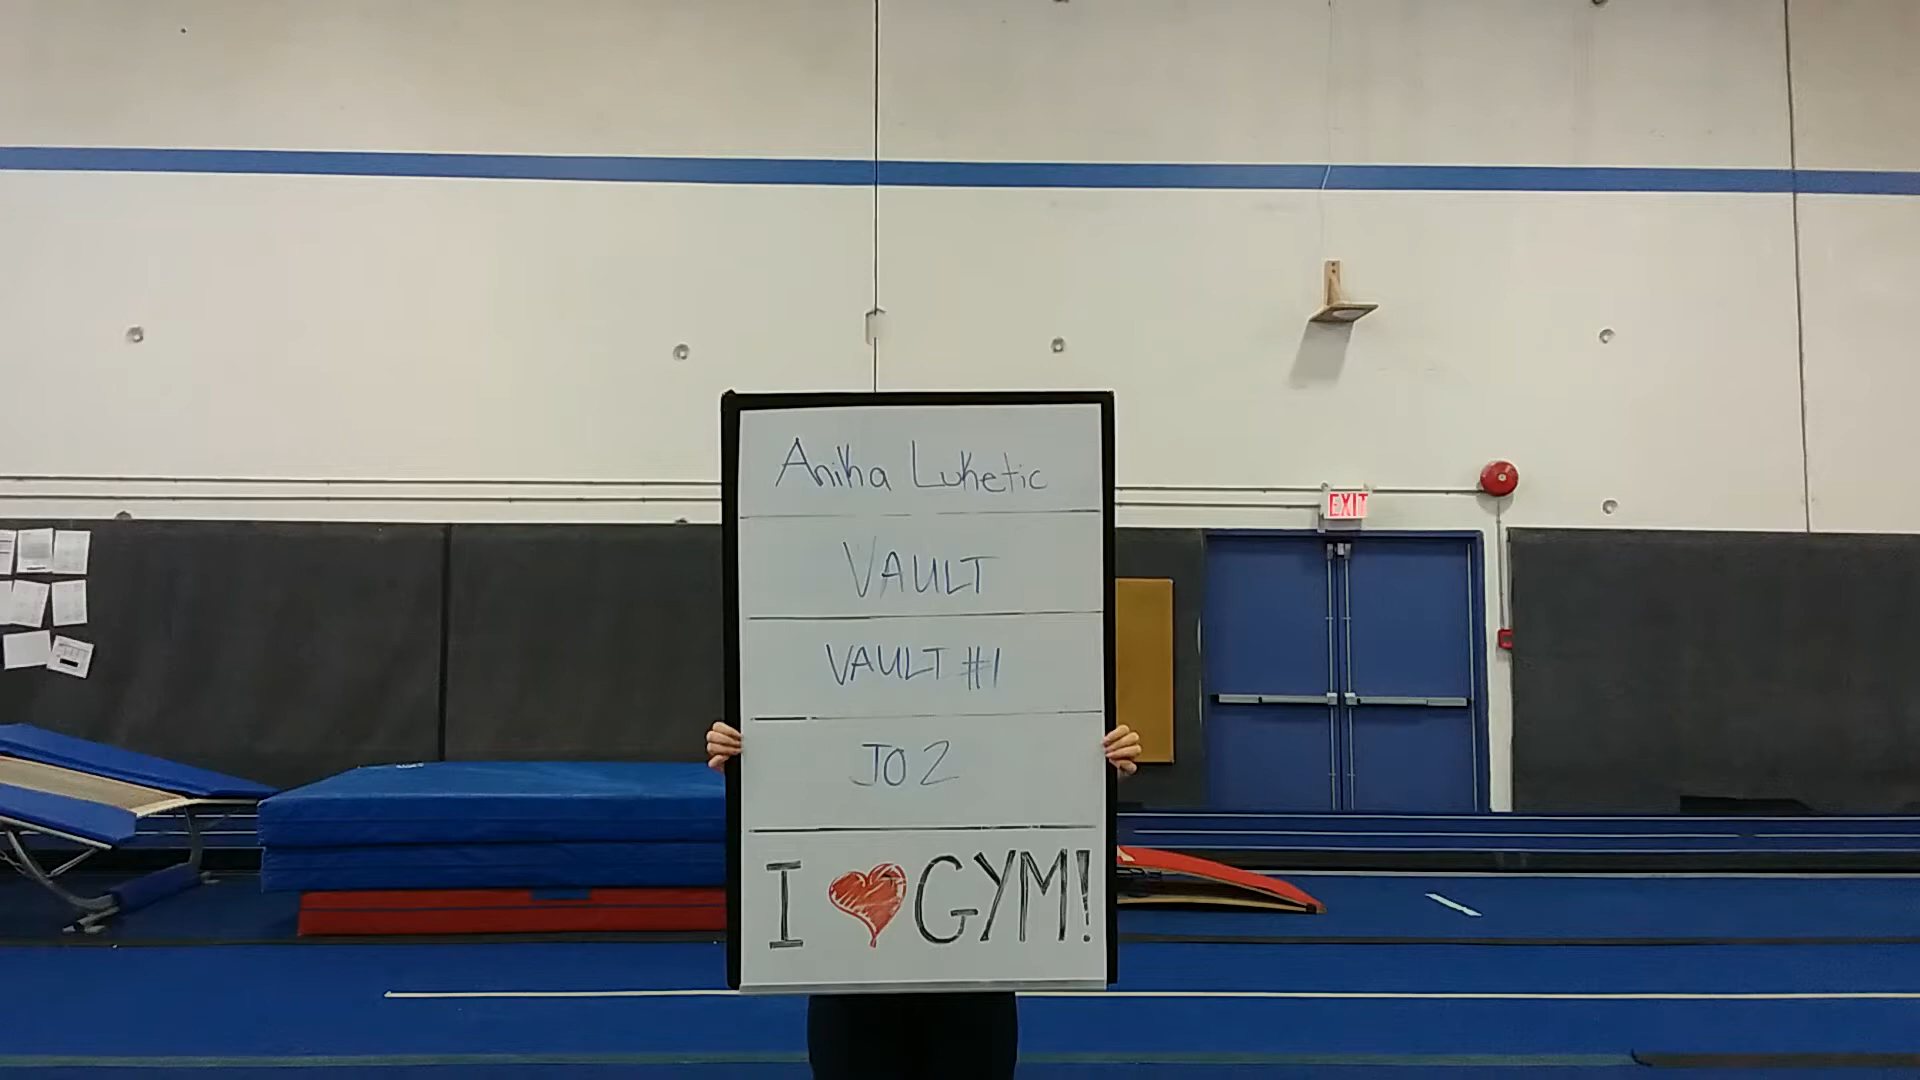 Anika Luketic
VAULT
VAULT #1
JO 2
I ❤ GYM!
EXIT